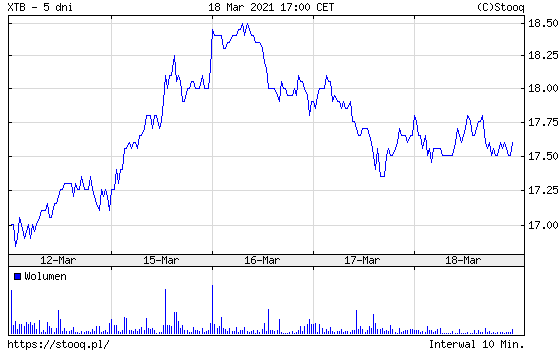 XTB - 5 dni 18 Mar 2021 17:00 CET (C)Stooq
18.50
18.25
18.00
17.75
17.50
17.25
17.00
12-Mar 15-Mar 16-Mar 17-Mar 18-Mar
Wolumen
https://stooq.pl/ Interwal 10 Min.